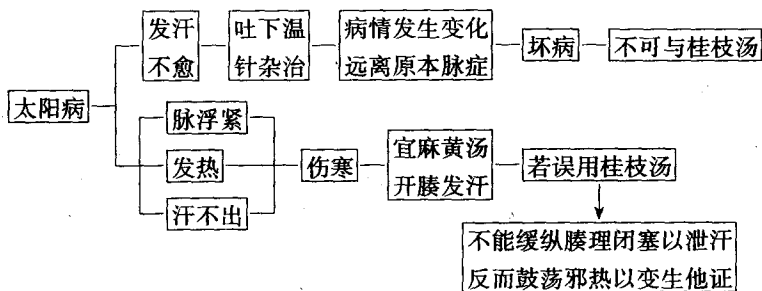 发汗
不愈
吐下温
针杂治
病情发生变化
远离原本脉症
坏病
不可与桂枝汤
太阳病
脉浮紧
发热
汗不出
伤寒
宜麻黄汤
开腠发汗
若误用桂枝汤
不能缓纵腠理闭塞以泄汗
反而鼓荡邪热以变生他证